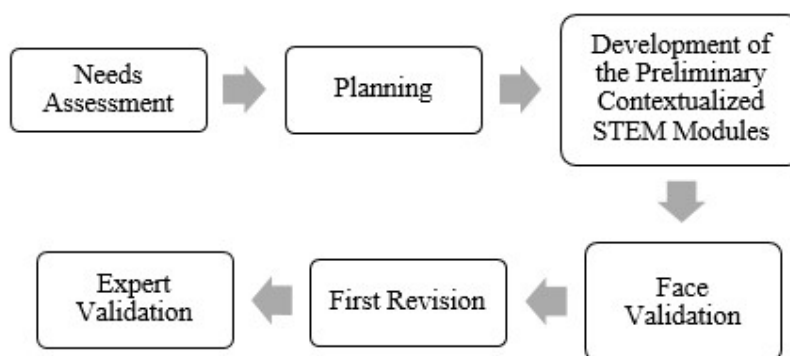 Needs
Assessment
Planning
Development of
the Preliminary
Contextualized
STEM Modules
Face
Validation
First Revision
Expert
Validation